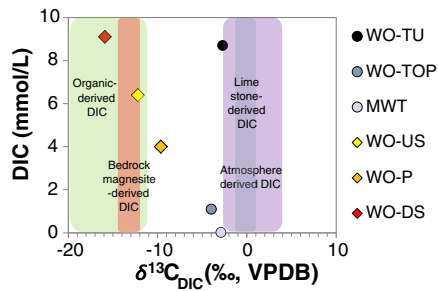 DIC (mmol/L)
10
8
6
4
2
0
Organic-
derived
DIC
Bedrock
magnesite
-derived
DIC
Lime
stone-
derived
DIC
Atmosphere
derived DIC
-20
-10
0
10
δ¹³C_DIC(‰, VPDB)
WO-TU
WO-TOP
MWT
WO-US
WO-P
WO-DS